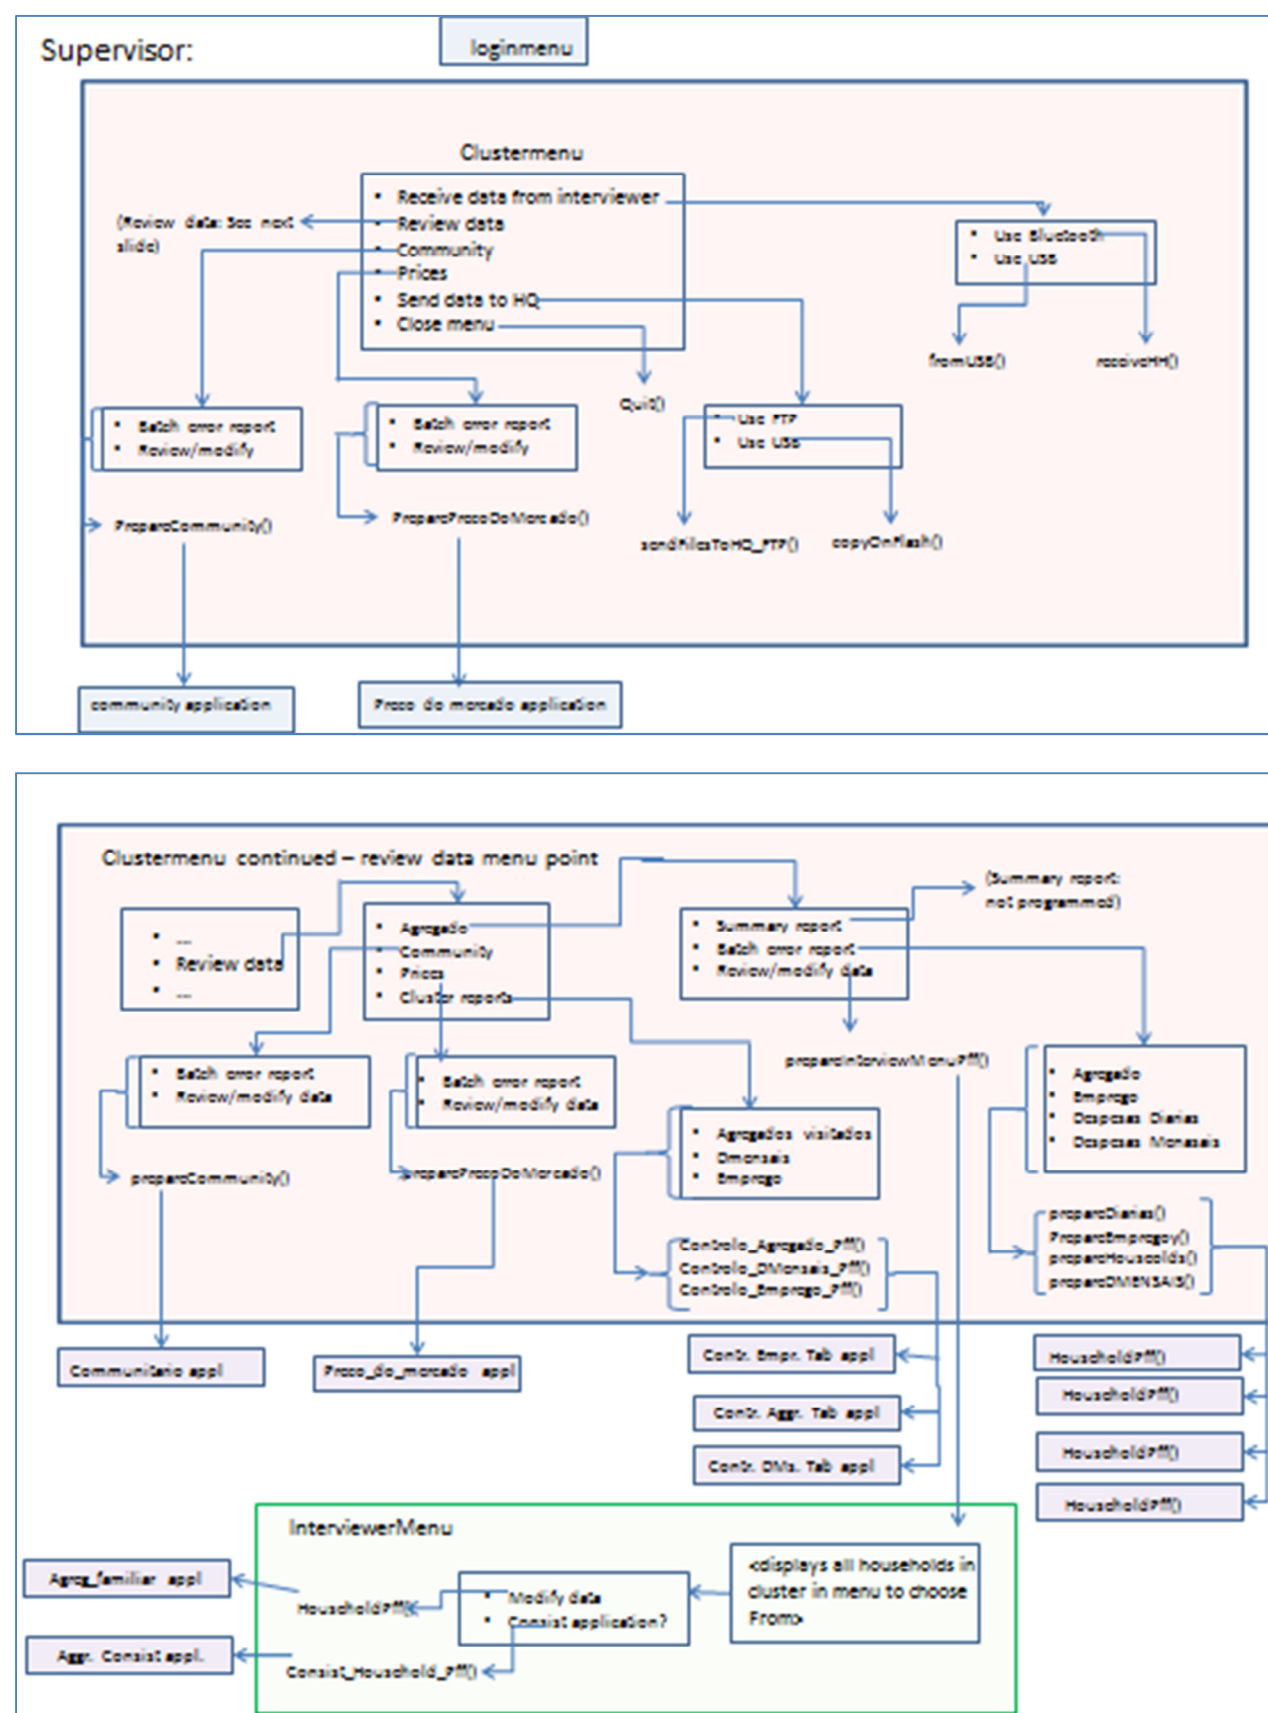 Supervisor:
loginmenu
Clustermenu
• Receive data from interviewer
• Review data
• Community
• Prices
• Send data to HQ
• Close menu
(Review data: See next
slide)
• Use Bluetooth
• Use USB
fromUSB()
receiveHH()
Quit()
• Batch error report
• Review/modify
• Batch error report
• Review/modify
• Use FTP
• Use USB
PrepareCommunity()
PreparePrecoDoMercado()
sendFilesToHQ_FTP()
copyOnFlash()
community application
Preco do mercado application
Clustermenu continued – review data menu point
(Summary report:
not programmed)
• ...
• Review data
• ...
• Agregado
• Community
• Prices
• Cluster reports
• Summary report
• Batch error report
• Review/modify data
prepareInterviewMenuPff()
• Batch error report
• Review/modify data
• Batch error report
• Review/modify data
• Agregado
• Emprego
• Despesas Diarias
• Despesas Monasais
• Agregados visitados
• Dmensais
• Emprego
prepareCommunity()
preparePrecoDoMercado()
Controlo_Agregado_Pff()
Controlo_DMensais_Pff()
Controlo_Emprego_Pff()
prepareDiarias()
PrepareEmpregoy()
prepareHouseolds()
prepareDMENSAIS()
Communitario appl
Preco_do_mercado appl
Contr. Empr. Tab appl
Contr. Aggr. Tab appl
Contr. DMs. Tab appl
HouseholdPff()
HouseholdPff()
HouseholdPff()
HouseholdPff()
InterviewerMenu
<displays all households in
cluster in menu to choose
From>
• Modify data
• Consist application?
HouseholdPff()
Consist_Household_Pff()
Agreg_familiar appl
Aggr. Consist appl.